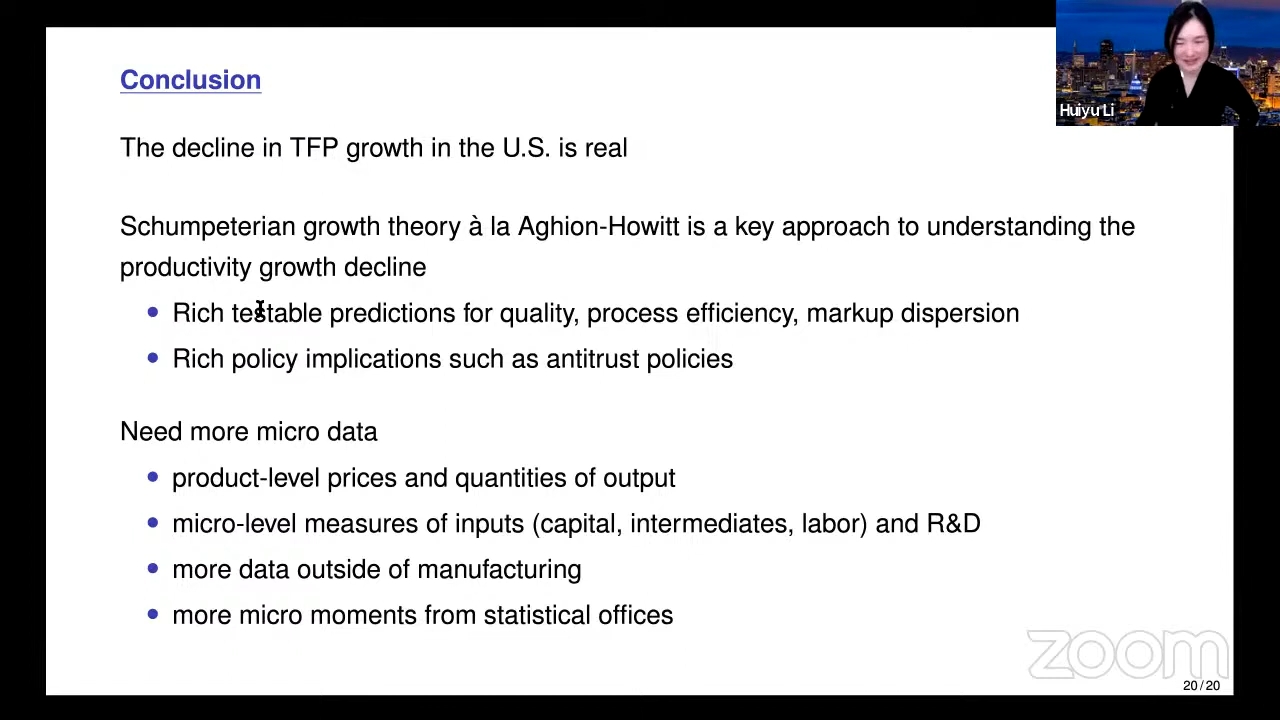 Conclusion
Huiyu Li
The decline in TFP growth in the U.S. is real
Schumpeterian growth theory à la Aghion-Howitt is a key approach to understanding the
productivity growth decline
• Rich testable predictions for quality, process efficiency, markup dispersion
• Rich policy implications such as antitrust policies
Need more micro data
• product-level prices and quantities of output
• micro-level measures of inputs (capital, intermediates, labor) and R&D
• more data outside of manufacturing
• more micro moments from statistical offices
zoom
20/20